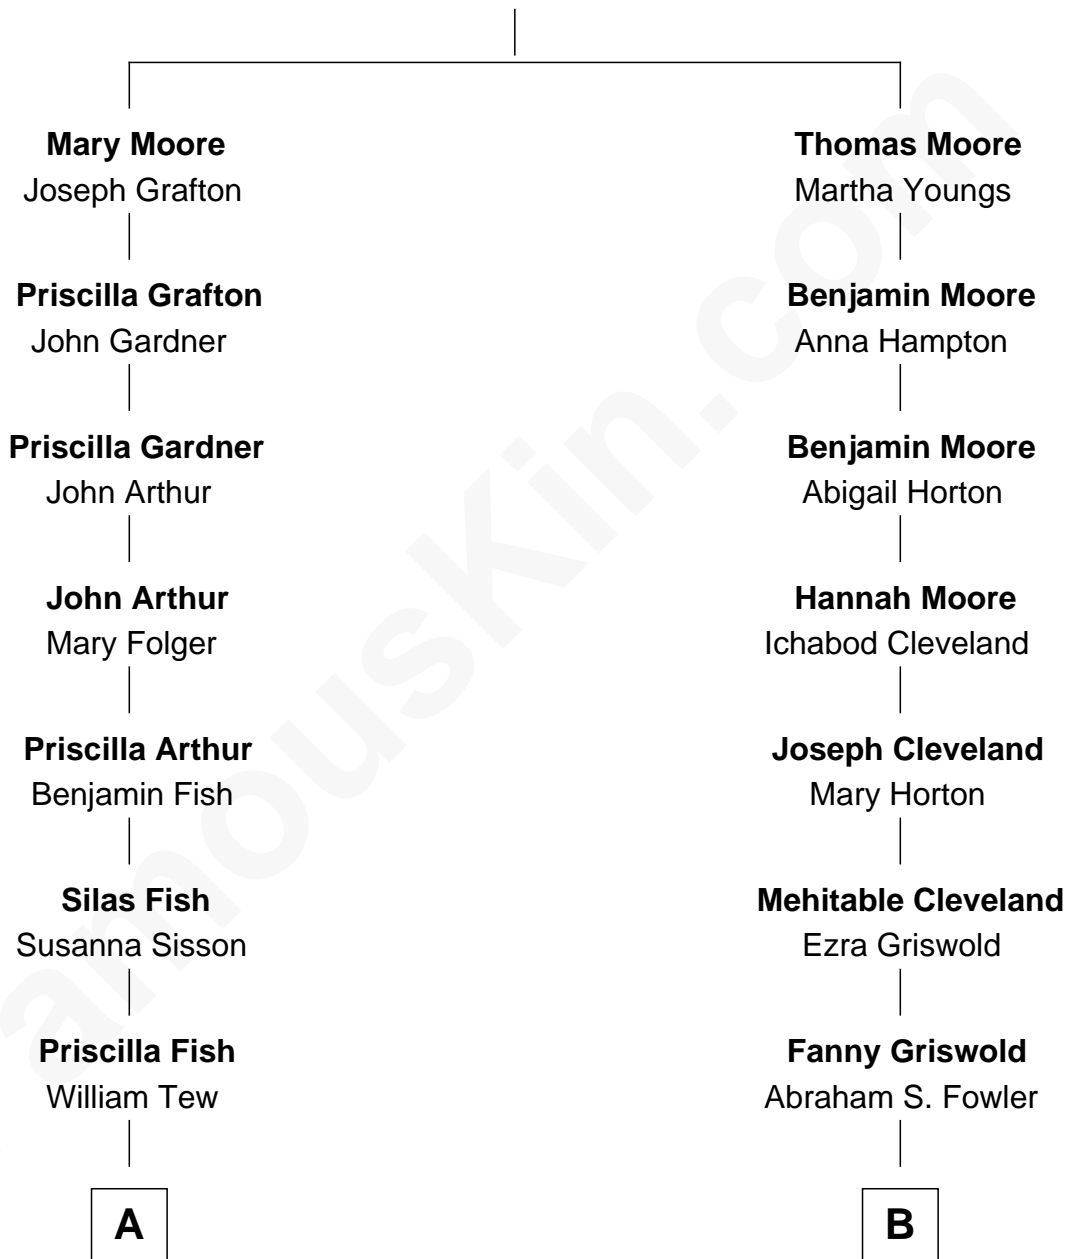 Mary Moore
Joseph Grafton
Priscilla Grafton
John Gardner
Priscilla Gardner
John Arthur
John Arthur
Mary Folger
Priscilla Arthur
Benjamin Fish
Silas Fish
Susanna Sisson
Priscilla Fish
William Tew
A
Thomas Moore
Martha Youngs
Benjamin Moore
Anna Hampton
Benjamin Moore
Abigail Horton
Hannah Moore
Ichabod Cleveland
Joseph Cleveland
Mary Horton
Mehitable Cleveland
Ezra Griswold
Fanny Griswold
Abraham S. Fowler
B
amouskin.com